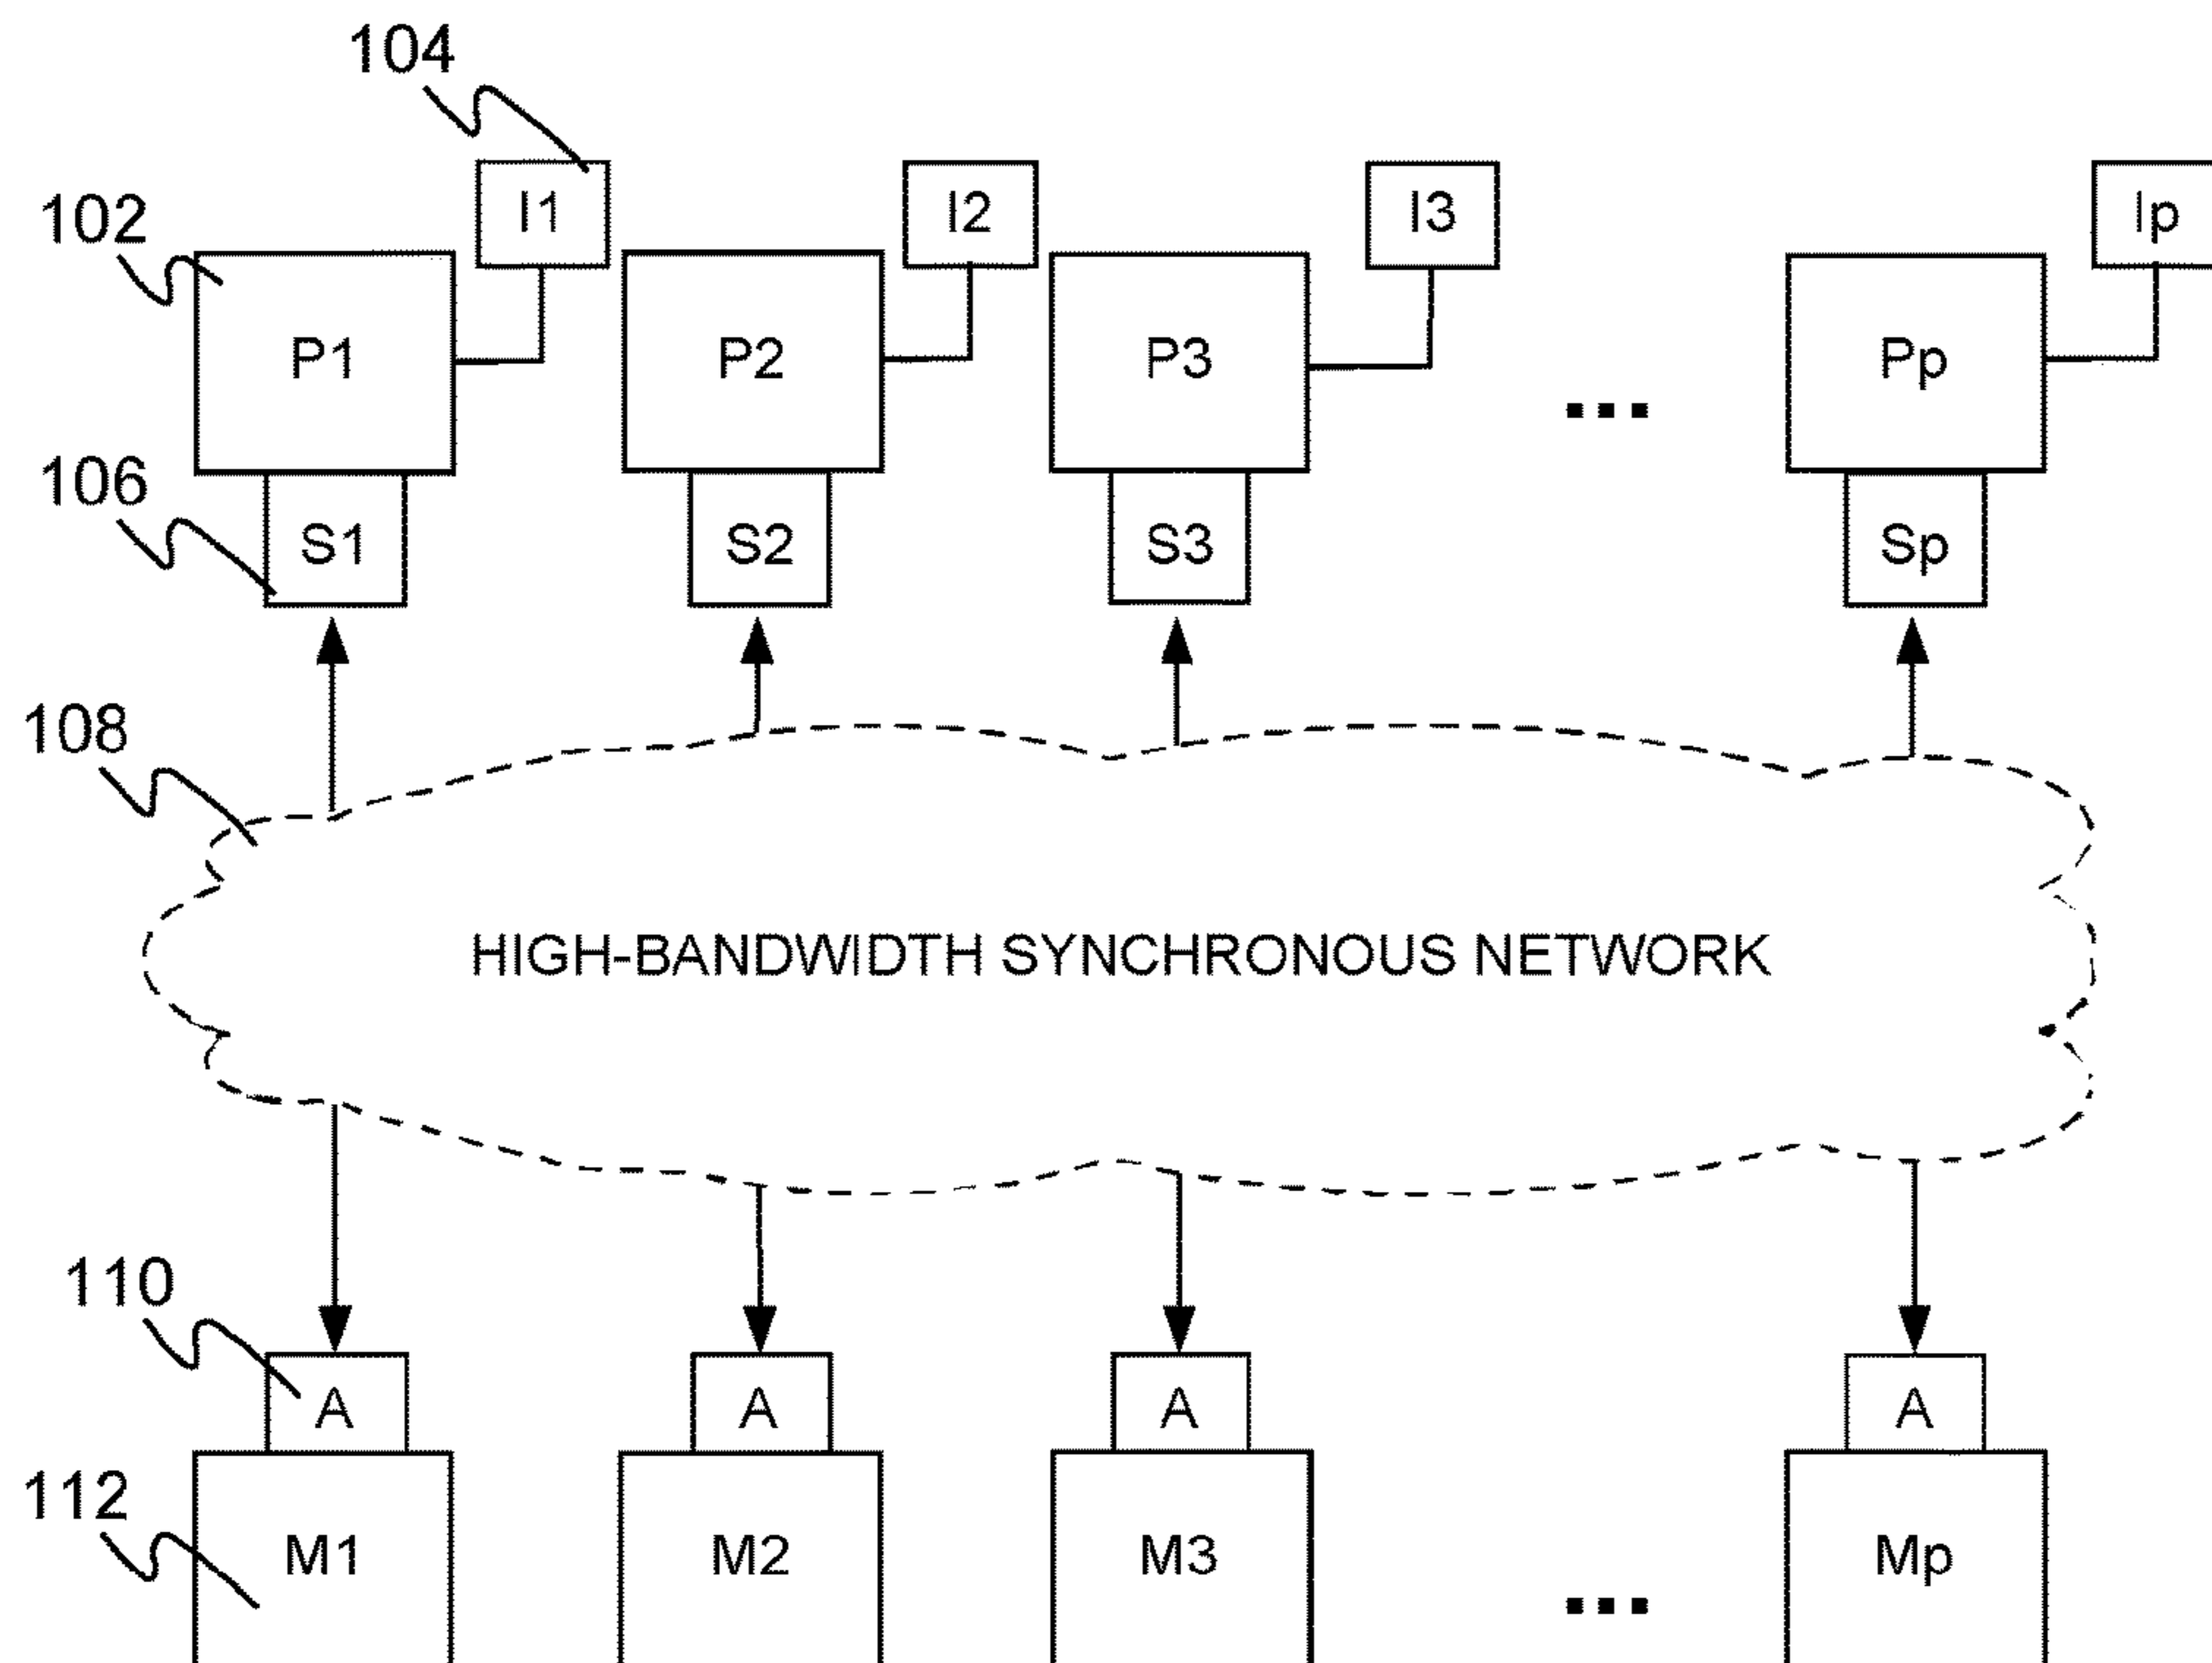 104
I1 I2 I3 Ip
102
P1 P2 P3 Pp
...
106
S1 S2 S3 Sp
108
HIGH-BANDWIDTH SYNCHRONOUS NETWORK
110
A A A A
112
M1 M2 M3 Mp
...